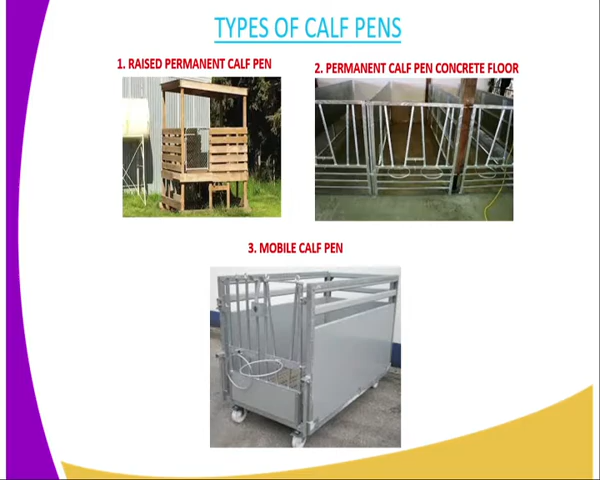 TYPES OF CALF PENS
1. RAISED PERMANENT CALF PEN
2. PERMANENT CALF PEN CONCRETE FLOOR
3. MOBILE CALF PEN